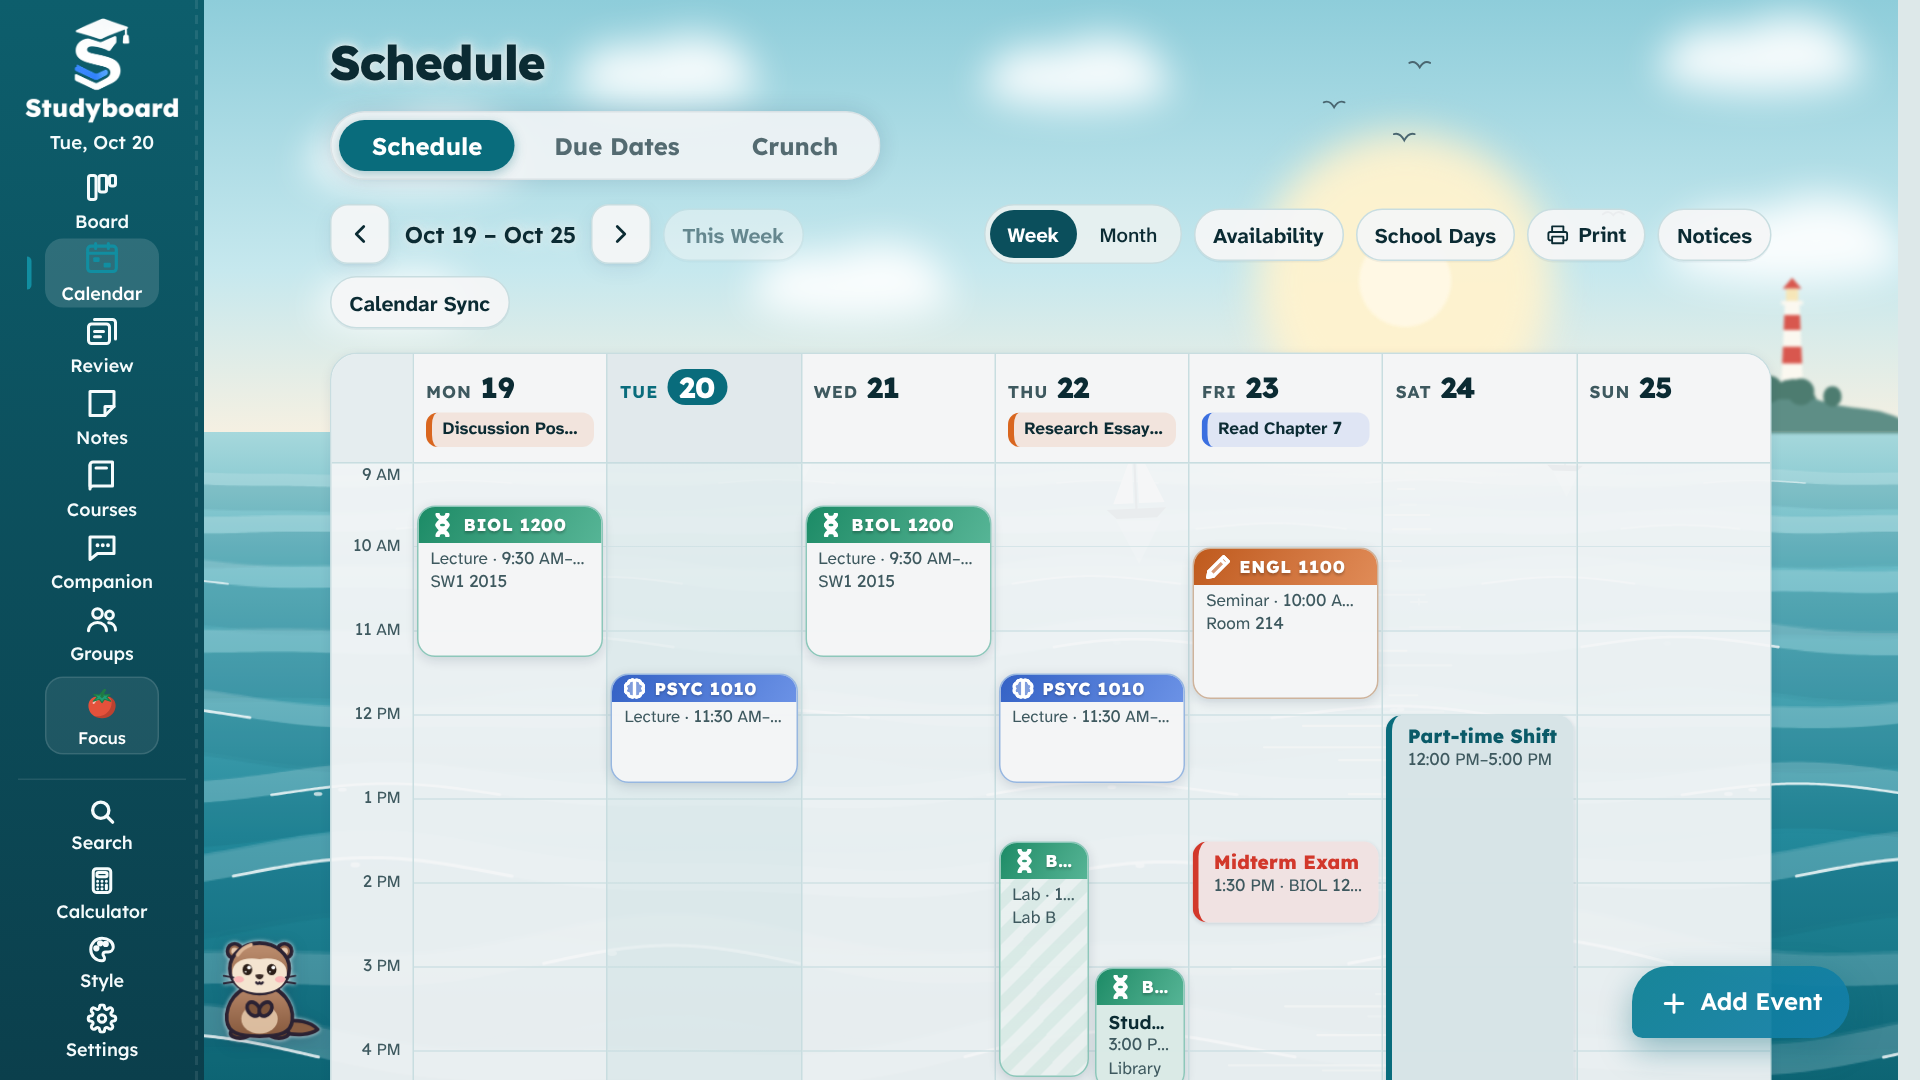 Studyboard
Tue, Oct 20
Board
Calendar
Review
Notes
Courses
Companion
Groups
Focus
Search
Calculator
Style
Settings
Schedule
Schedule Due Dates Crunch
Oct 19 – Oct 25 This Week Week Month Availability School Days Print Notices
Calendar Sync
MON 19 TUE 20 WED 21 THU 22 FRI 23 SAT 24 SUN 25
Discussion Pos... Research Essay... Read Chapter 7
9 AM
10 AM
11 AM
12 PM
1 PM
2 PM
3 PM
4 PM
BIOL 1200
Lecture · 9:30 AM–...
SW1 2015
PSYC 1010
Lecture · 11:30 AM–...
BIOL 1200
Lecture · 9:30 AM–...
SW1 2015
PSYC 1010
Lecture · 11:30 AM–...
B...
Lab · 1...
Lab B
B...
Stud...
3:00 P...
Library
ENGL 1100
Seminar · 10:00 A...
Room 214
Midterm Exam
1:30 PM · BIOL 12...
Part-time Shift
12:00 PM–5:00 PM
+ Add Event